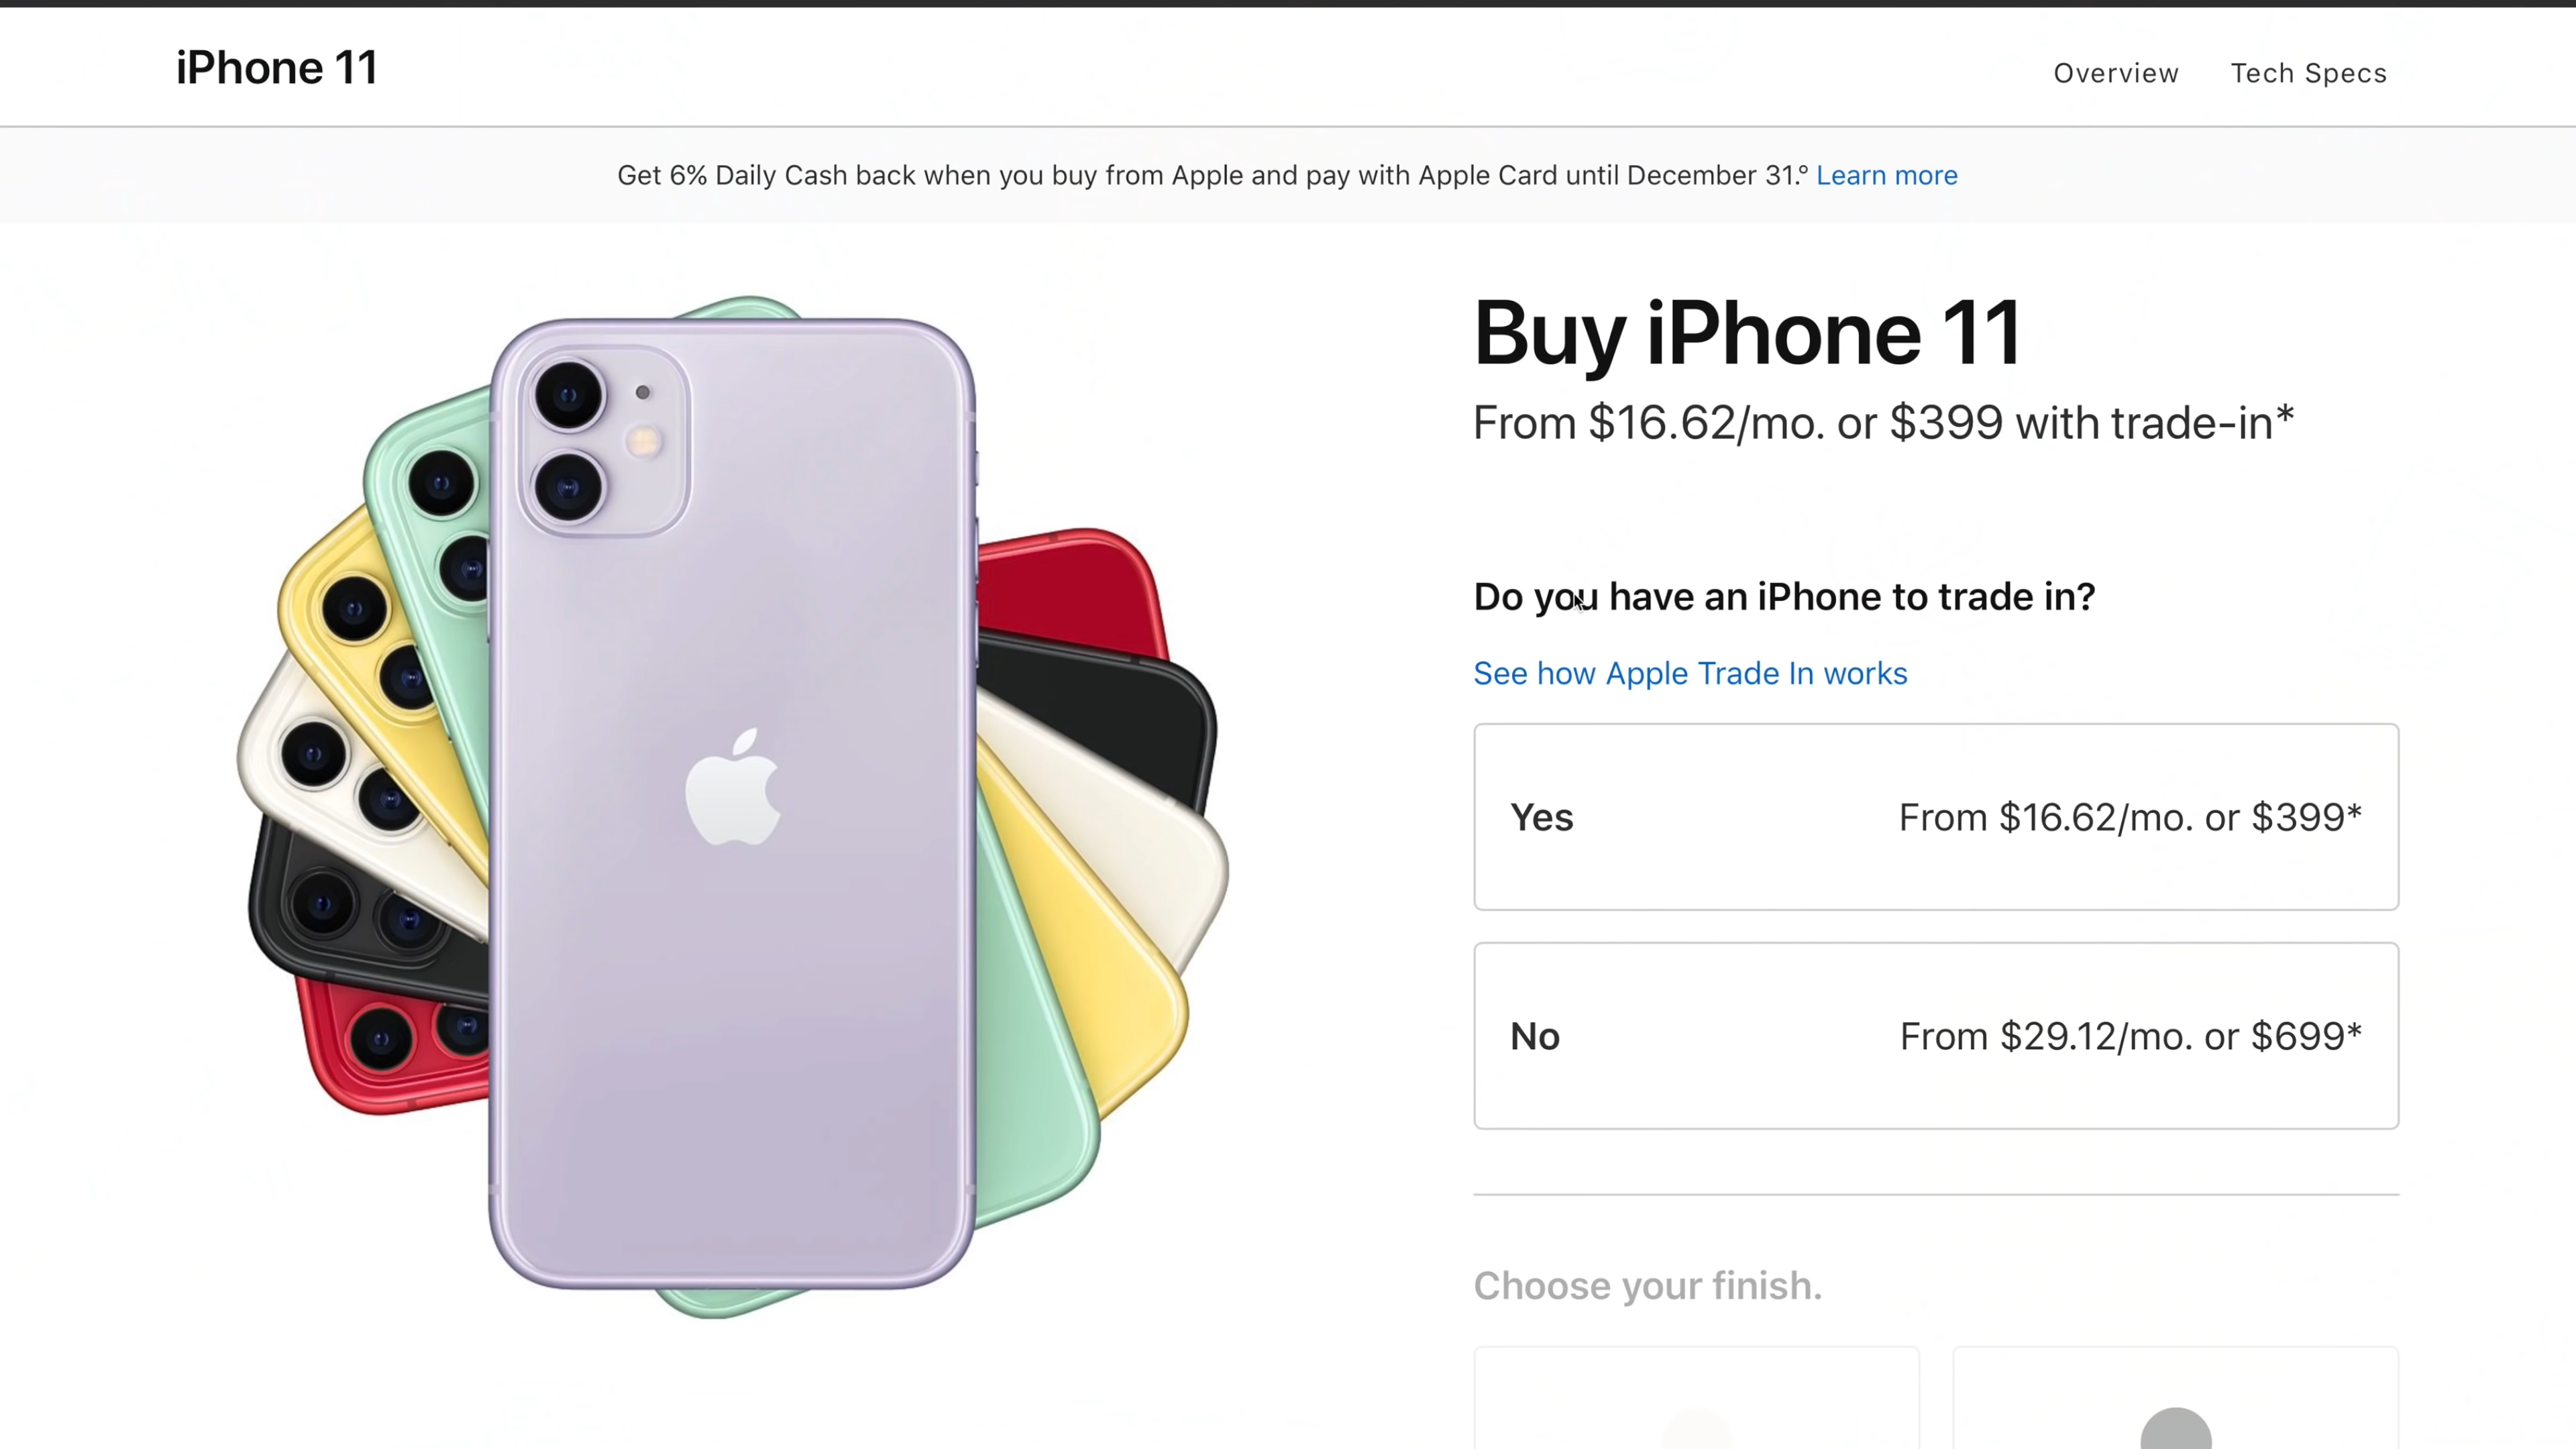 iPhone 11
Overview
Tech Specs
Get 6% Daily Cash back when you buy from Apple and pack with Apple Card until December 31.° Learn more
Buy iPhone 11
From $16.62/mo. or $399 with trade-in*
Do you have an iPhone to trade in?
See how Apple Trade In works
Yes From $16.62/mo. or $399*
No From $29.12/mo. or $699*
Choose your finish.